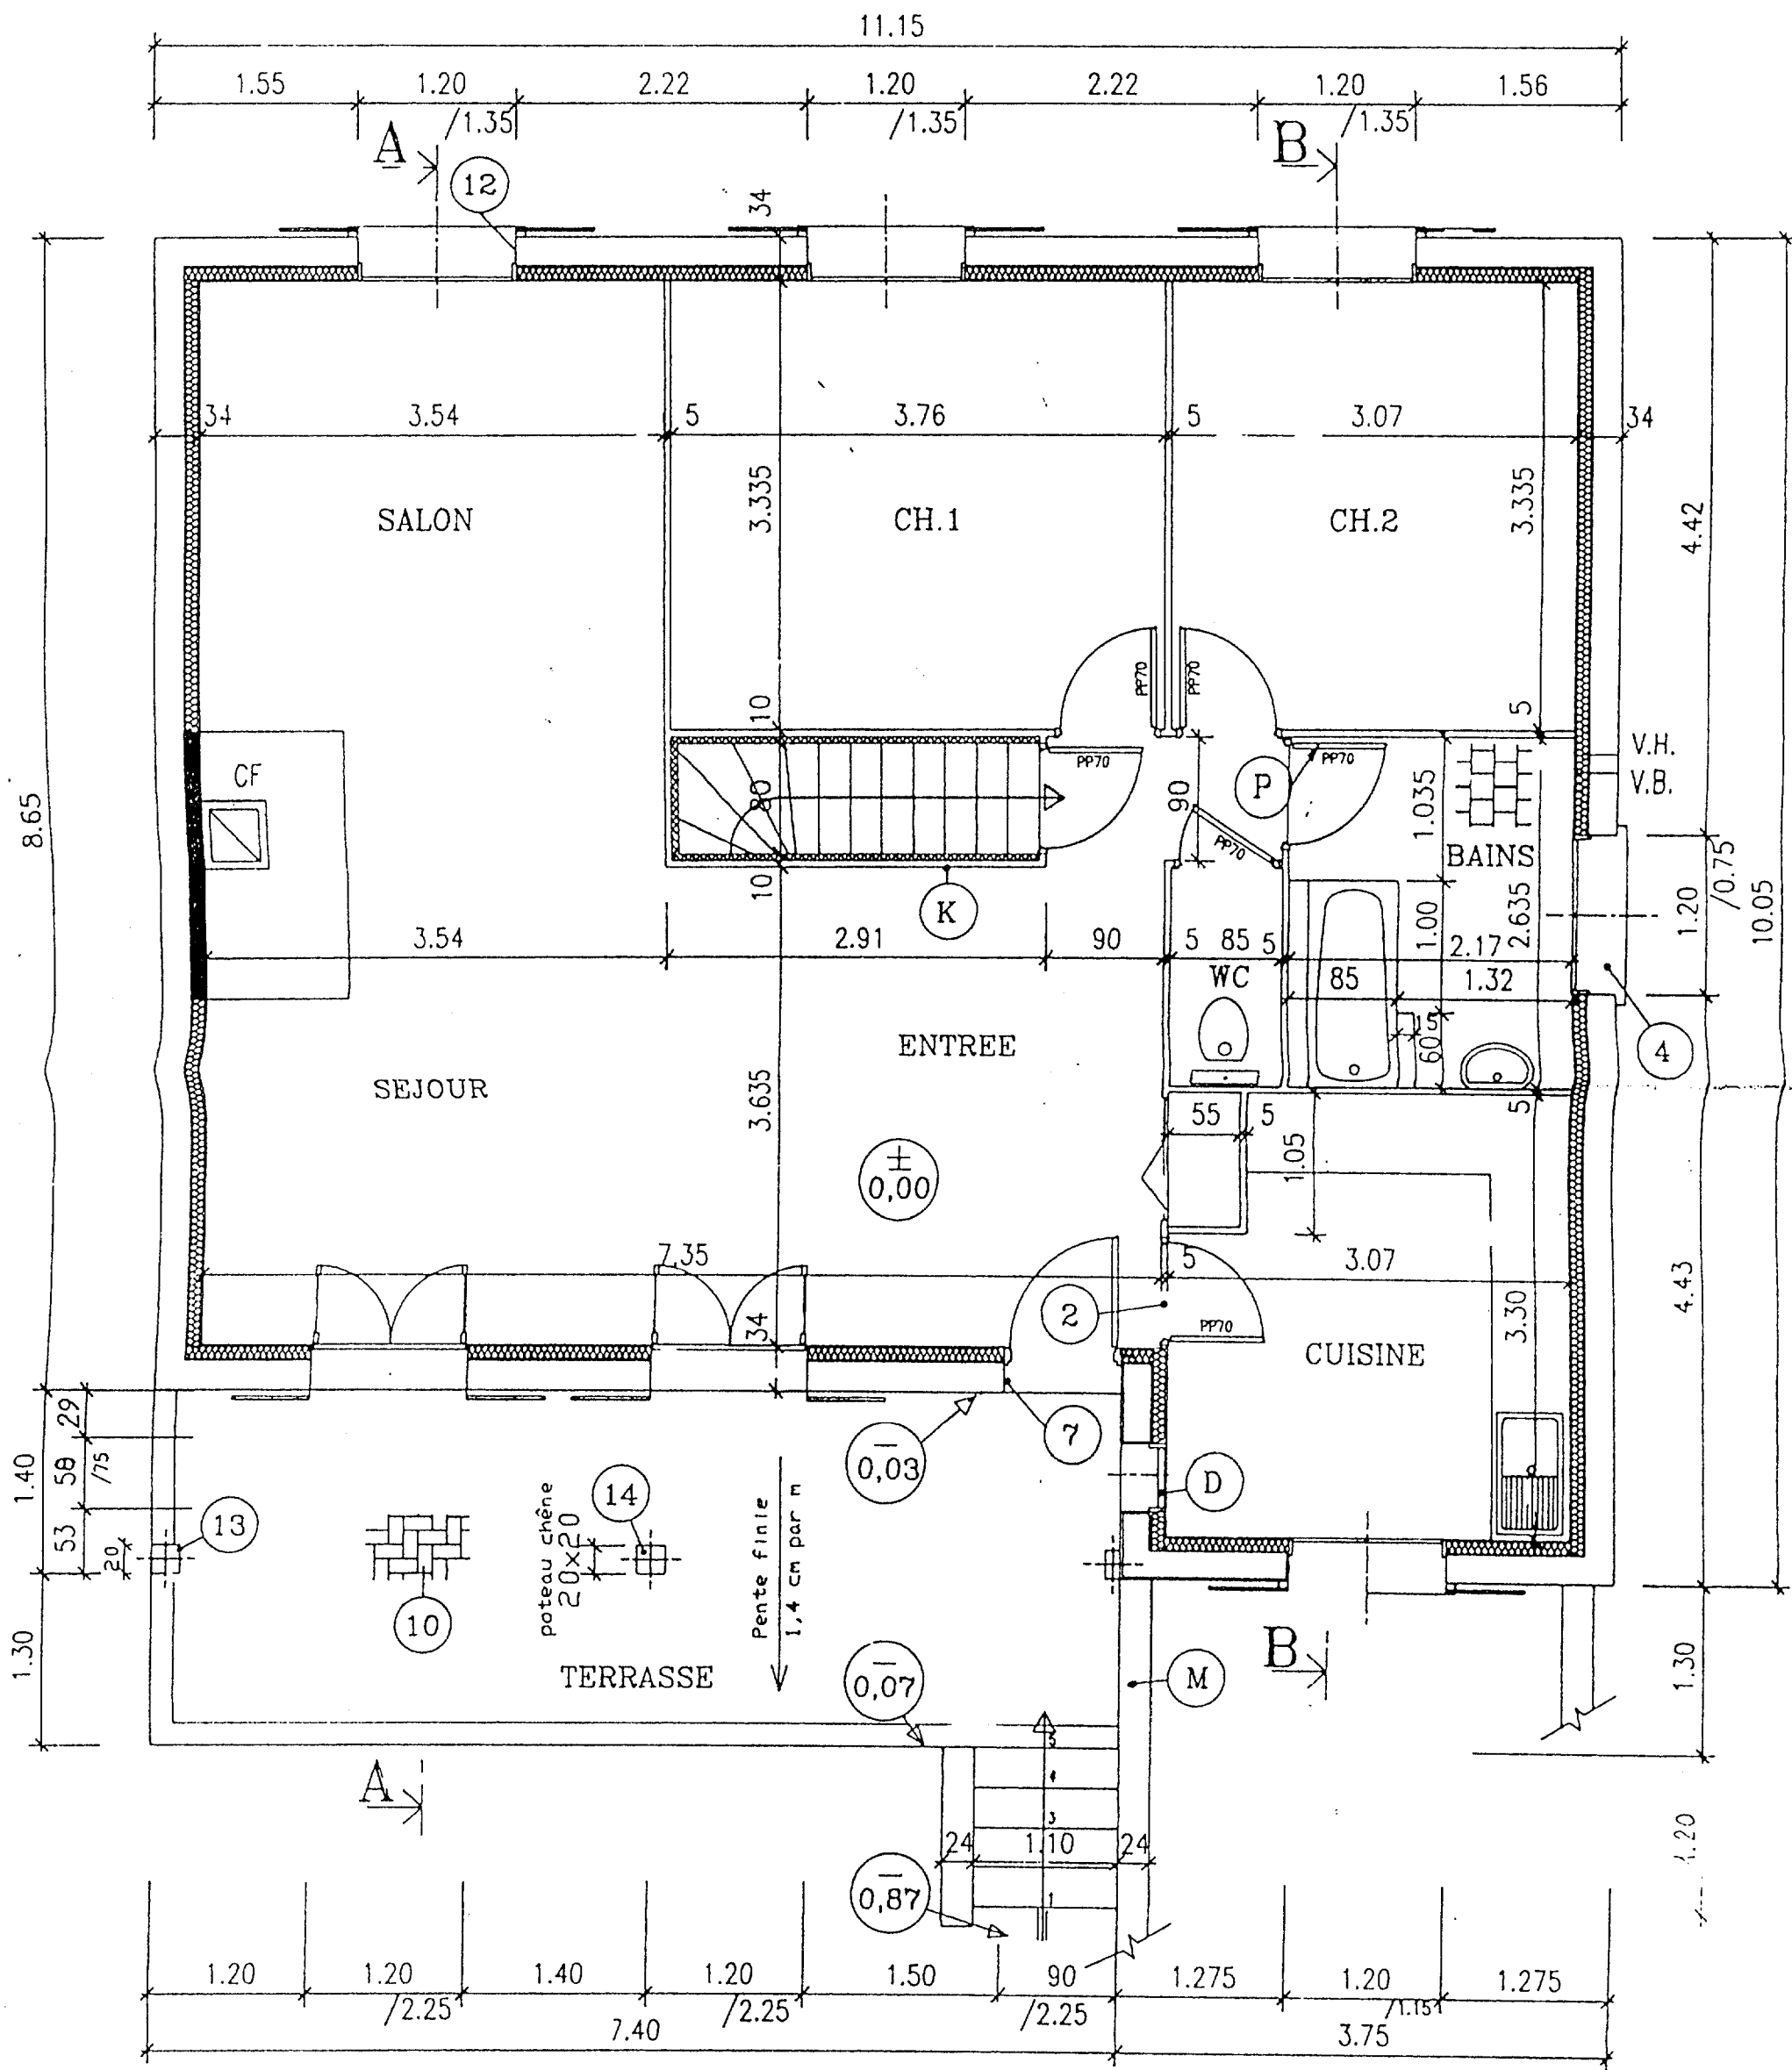 11.15
1.55 1.20 2.22 1.20 2.22 1.20 1.56
/1.35 /1.35 /1.35
A B
12
34
34 3.54 5 3.76 5 3.07 34
3.335 3.335
4.42
SALON CH.1 CH.2
PP70 PP70
10 5
V.H.
V.B.
CF
PP70 P PP70
80 90 1.035
8.65
PP70 BAINS
10 K
1.20
/0.75
10.05
1.00 2.635
3.54 2.91 90 5 85 5 2.17
WC 85 1.32
15
60
4
ENTREE
SEJOUR
3.635
55 5 5
1.05
±
0,00
7.35 5 3.07
4.43
34 2 PP70 3.30
CUISINE
29
58
/75
53
20
1.40
13
10
14
poteau chêne
20×20
Pente finie
1,4 cm par m
—
0,03
7
D
1.30
TERRASSE
—
0,07
M
B
1.30
A
5
4
3
1
24 1.10 24
—
0,87
1.20
1.20 1.20 1.40 1.20 1.50 90 1.275 1.20 1.275
/2.25 /2.25 /2.25 /1.15
7.40 3.75